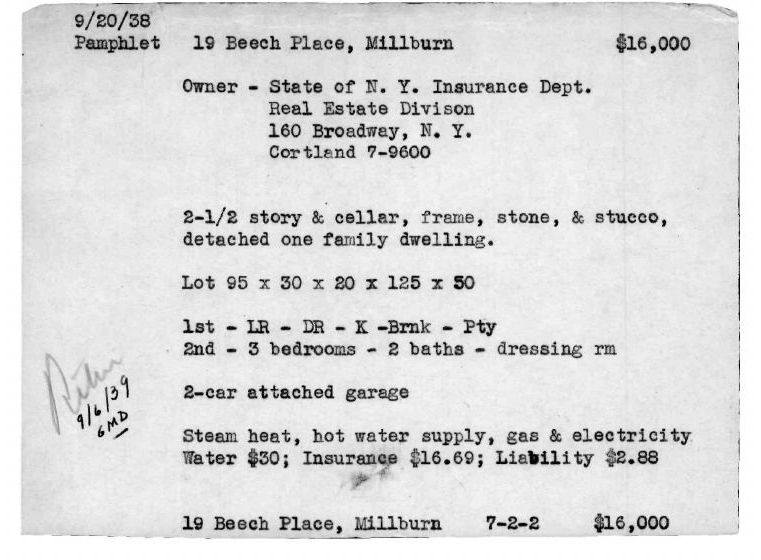 9/20/38
Pamphlet 19 Beech Place, Millburn $16,000
Owner - State of N. Y. Insurance Dept.
Real Estate Divison
160 Broadway, N. Y.
Cortland 7-9600
2-1/2 story & cellar, frame, stone, & stucco,
detached one family dwelling.
Lot 95 x 30 x 20 x 125 x 50
1st - LR - DR - K -Brnk - Pty
2nd - 3 bedrooms - 2 baths - dressing rm
2-car attached garage
9/6/39
GMD
Steam heat, hot water supply, gas & electricity
Water $30; Insurance $16.69; Liability $2.88
19 Beech Place, Millburn 7-2-2 $16,000